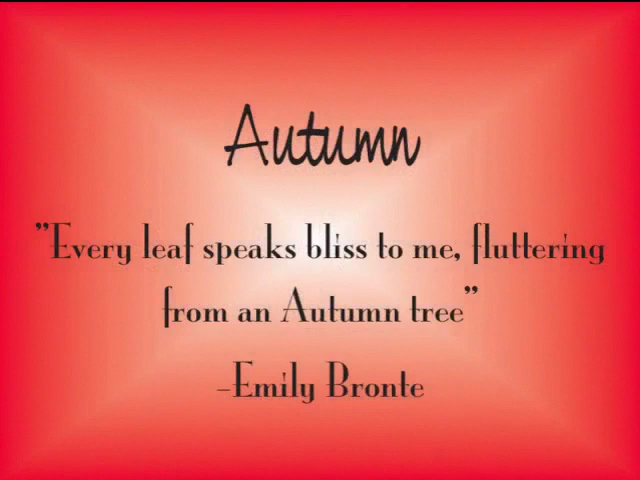 Autumn
"Every leaf speaks bliss to me, fluttering
from an Autumn tree"
-Emily Bronte